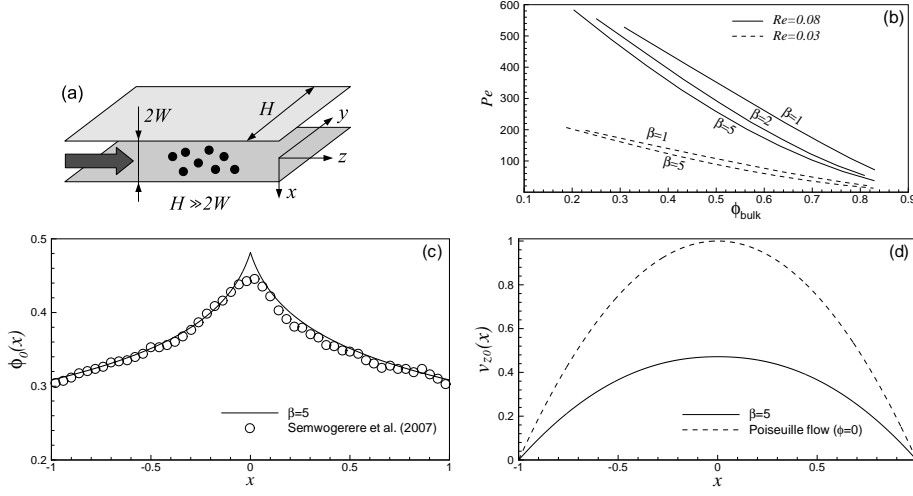 (a)
2W
H
y
z
x
H≫2W
(b)
600
500
400
300
200
100
Pe
Re=0.08
Re=0.03
β=1
β=2
β=5
β=1
β=5
0.1 0.2 0.3 0.4 0.5 0.6 0.7 0.8 0.9
ϕbulk
(c)
0.5
0.4
0.3
0.2
ϕ0(x)
β=5
Semwogerere et al. (2007)
-1 -0.5 0 0.5 1
x
(d)
1
0.8
0.6
0.4
0.2
0
vz0(x)
β=5
Poiseuille flow (ϕ=0)
-1 -0.5 0 0.5
x